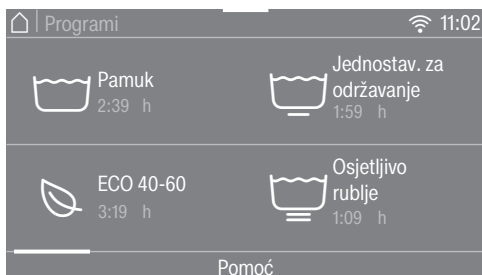 Programi
11:02
Pamuk
2:39 h
Jednostav. za
održavanje
1:59 h
ECO 40-60
3:19 h
Osjetljivo
rublje
1:09 h
Pomoć